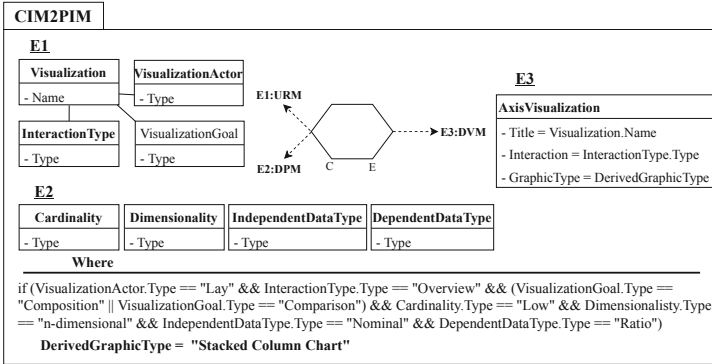 CIM2PIM
E1
Visualization
- Name
VisualizationActor
- Type
InteractionType
- Type
VisualizationGoal
- Type
E1:URM
E2:DPM
C
E
E3:DVM
E3
AxisVisualization
- Title = Visualization.Name
- Interaction = InteractionType.Type
- GraphicType = DerivedGraphicType
E2
Cardinality
- Type
Dimensionality
- Type
IndependentDataType
- Type
DependentDataType
- Type
Where
if (VisualizationActor.Type == "Lay" && InteractionType.Type == "Overview" && (VisualizationGoal.Type ==
"Composition" || VisualizationGoal.Type == "Comparison") && Cardinality.Type == "Low" && Dimensionalisty.Type
== "n-dimensional" && IndependentDataType.Type == "Nominal" && DependentDataType.Type == "Ratio")
DerivedGraphicType = "Stacked Column Chart"